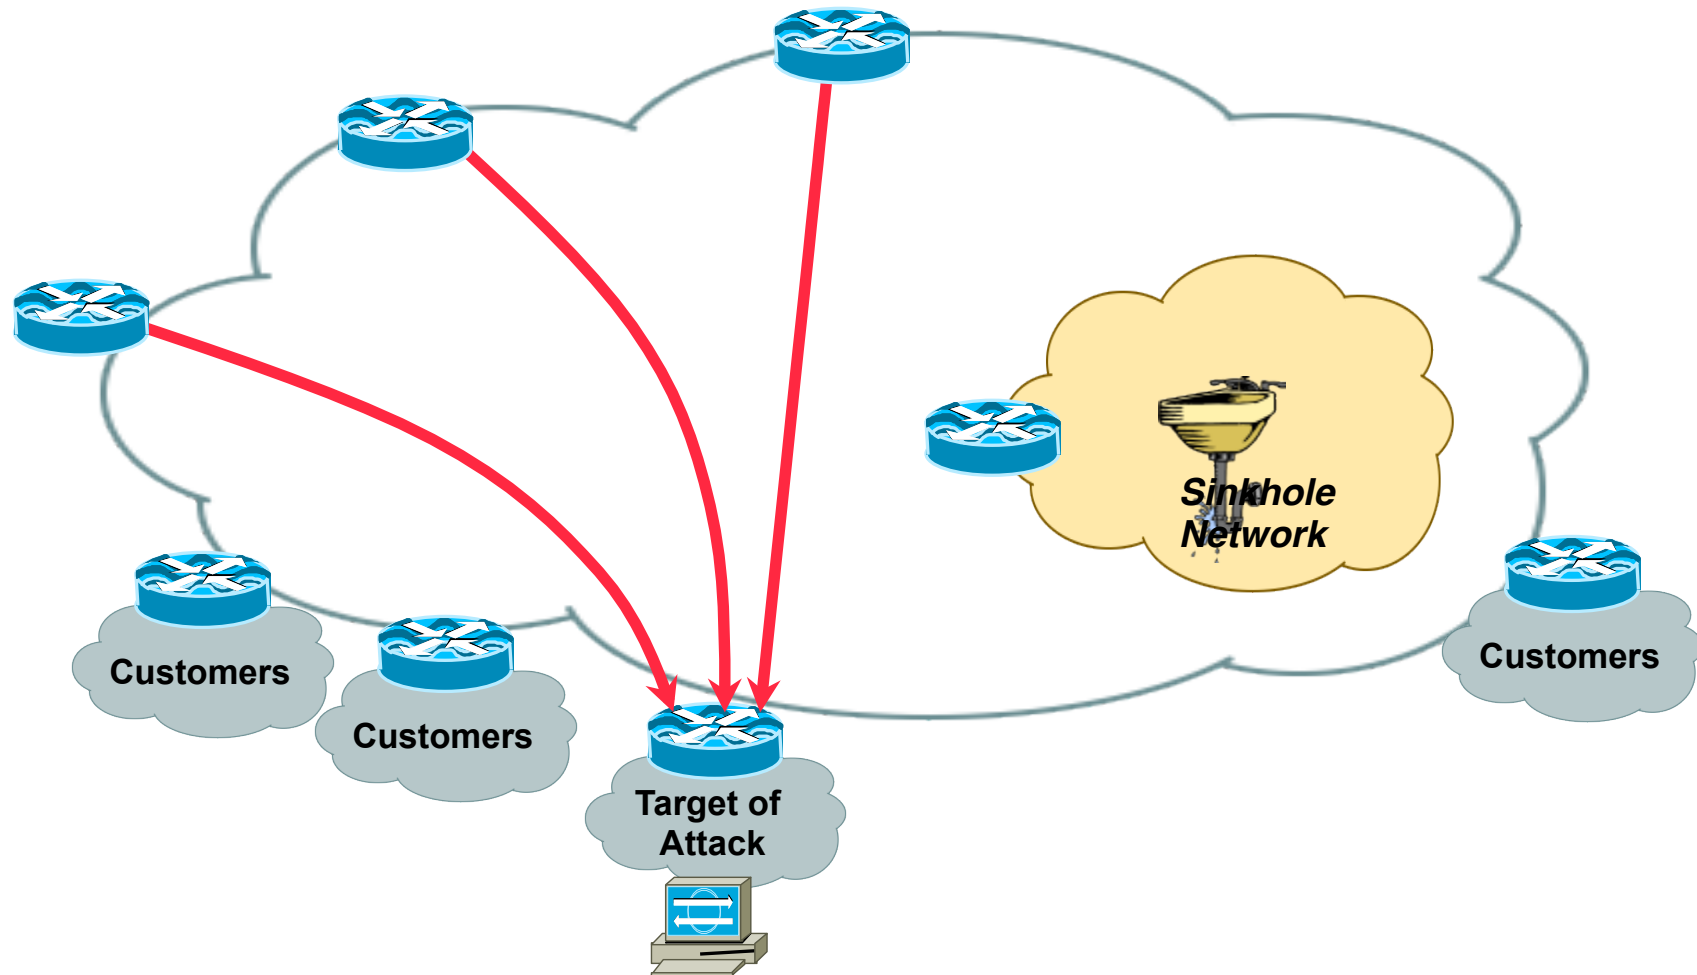 Sinkhole
Network
Customers
Customers
Customers
Target of
Attack